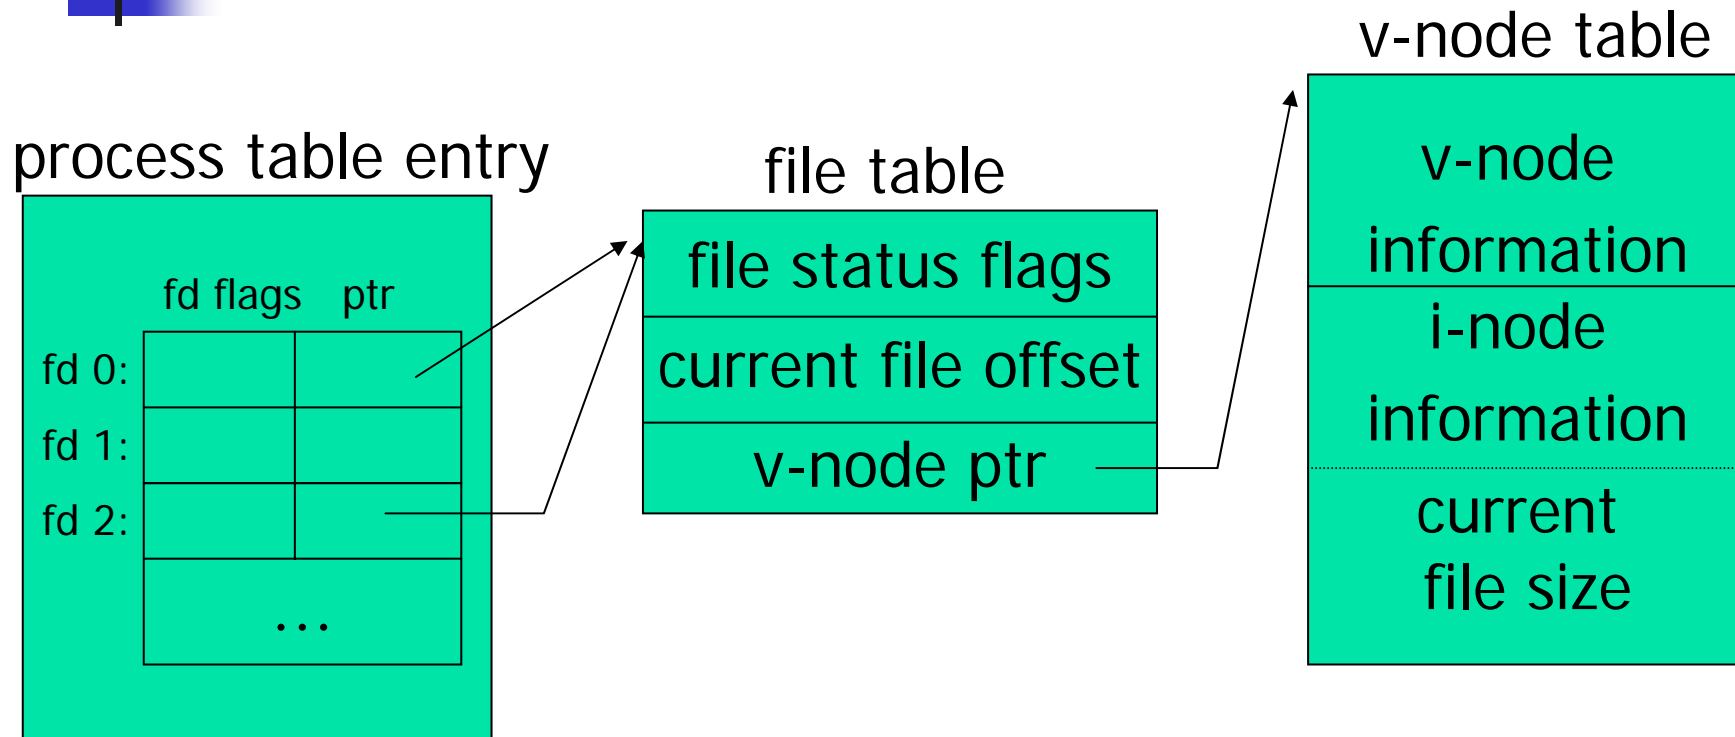 process table entry
fd flags ptr
fd 0:
fd 1:
fd 2:
...
file table
file status flags
current file offset
v-node ptr
v-node table
v-node
information
i-node
information
current
file size